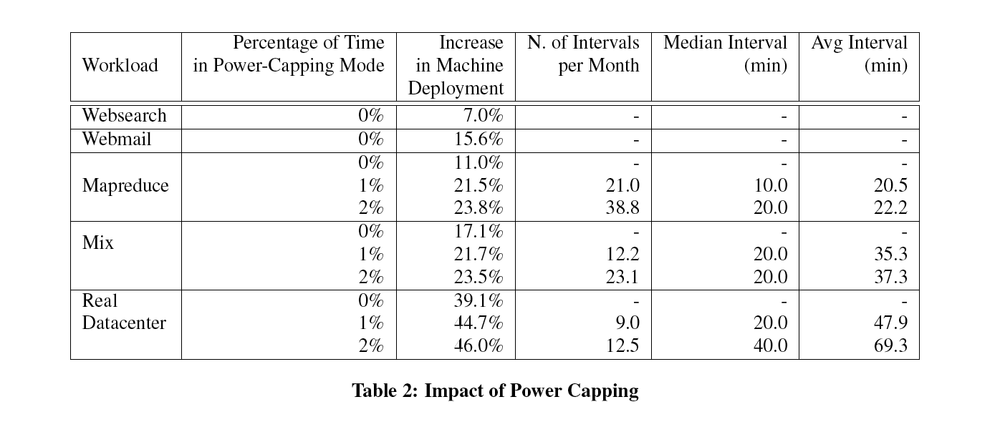 Workload | Percentage of Time in Power-Capping Mode | Increase in Machine Deployment | N. of Intervals per Month | Median Interval (min) | Avg Interval (min)
Websearch | 0% | 7.0% | - | - | -
Webmail | 0% | 15.6% | - | - | -
Mapreduce | 0% | 11.0% | - | - | -
1% | 21.5% | 21.0 | 10.0 | 20.5
2% | 23.8% | 38.8 | 20.0 | 22.2
Mix | 0% | 17.1% | - | - | -
1% | 21.7% | 12.2 | 20.0 | 35.3
2% | 23.5% | 23.1 | 20.0 | 37.3
Real Datacenter | 0% | 39.1% | - | - | -
1% | 44.7% | 9.0 | 20.0 | 47.9
2% | 46.0% | 12.5 | 40.0 | 69.3
Table 2: Impact of Power Capping